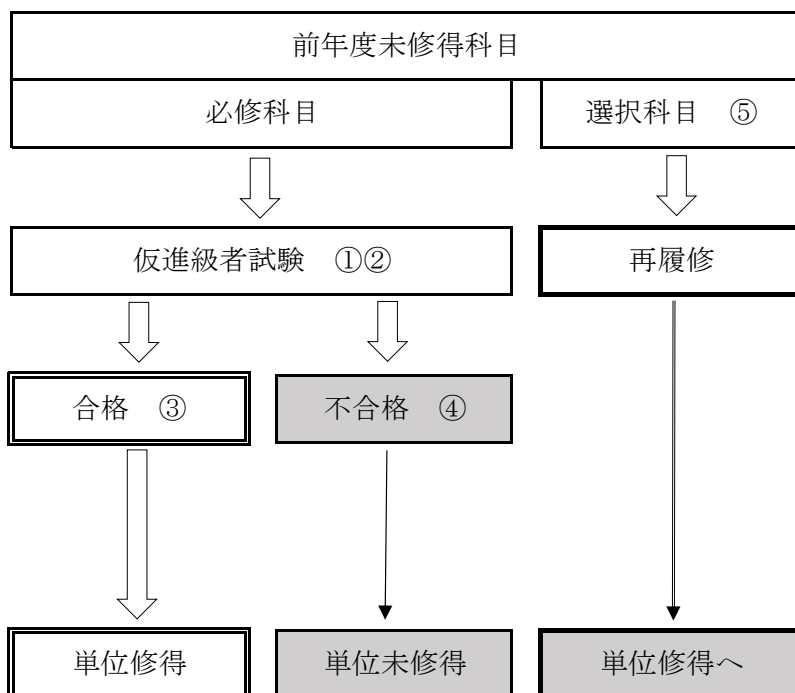 前年度未修得科目
必修科目
選択科目　⑤
仮進級者試験　①②
再履修
合格　③
不合格　④
単位修得
単位未修得
単位修得へ